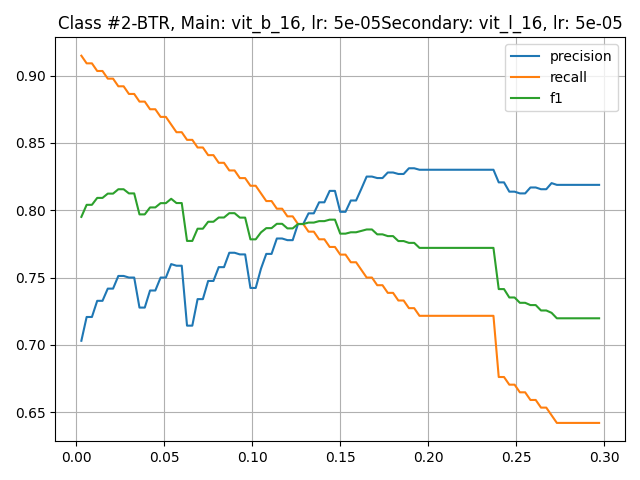 Class #2-BTR, Main: vit_b_16, lr: 5e-05Secondary: vit_l_16, lr: 5e-05
precision
recall
f1
0.90
0.85
0.80
0.75
0.70
0.65
0.00 0.05 0.10 0.15 0.20 0.25 0.30